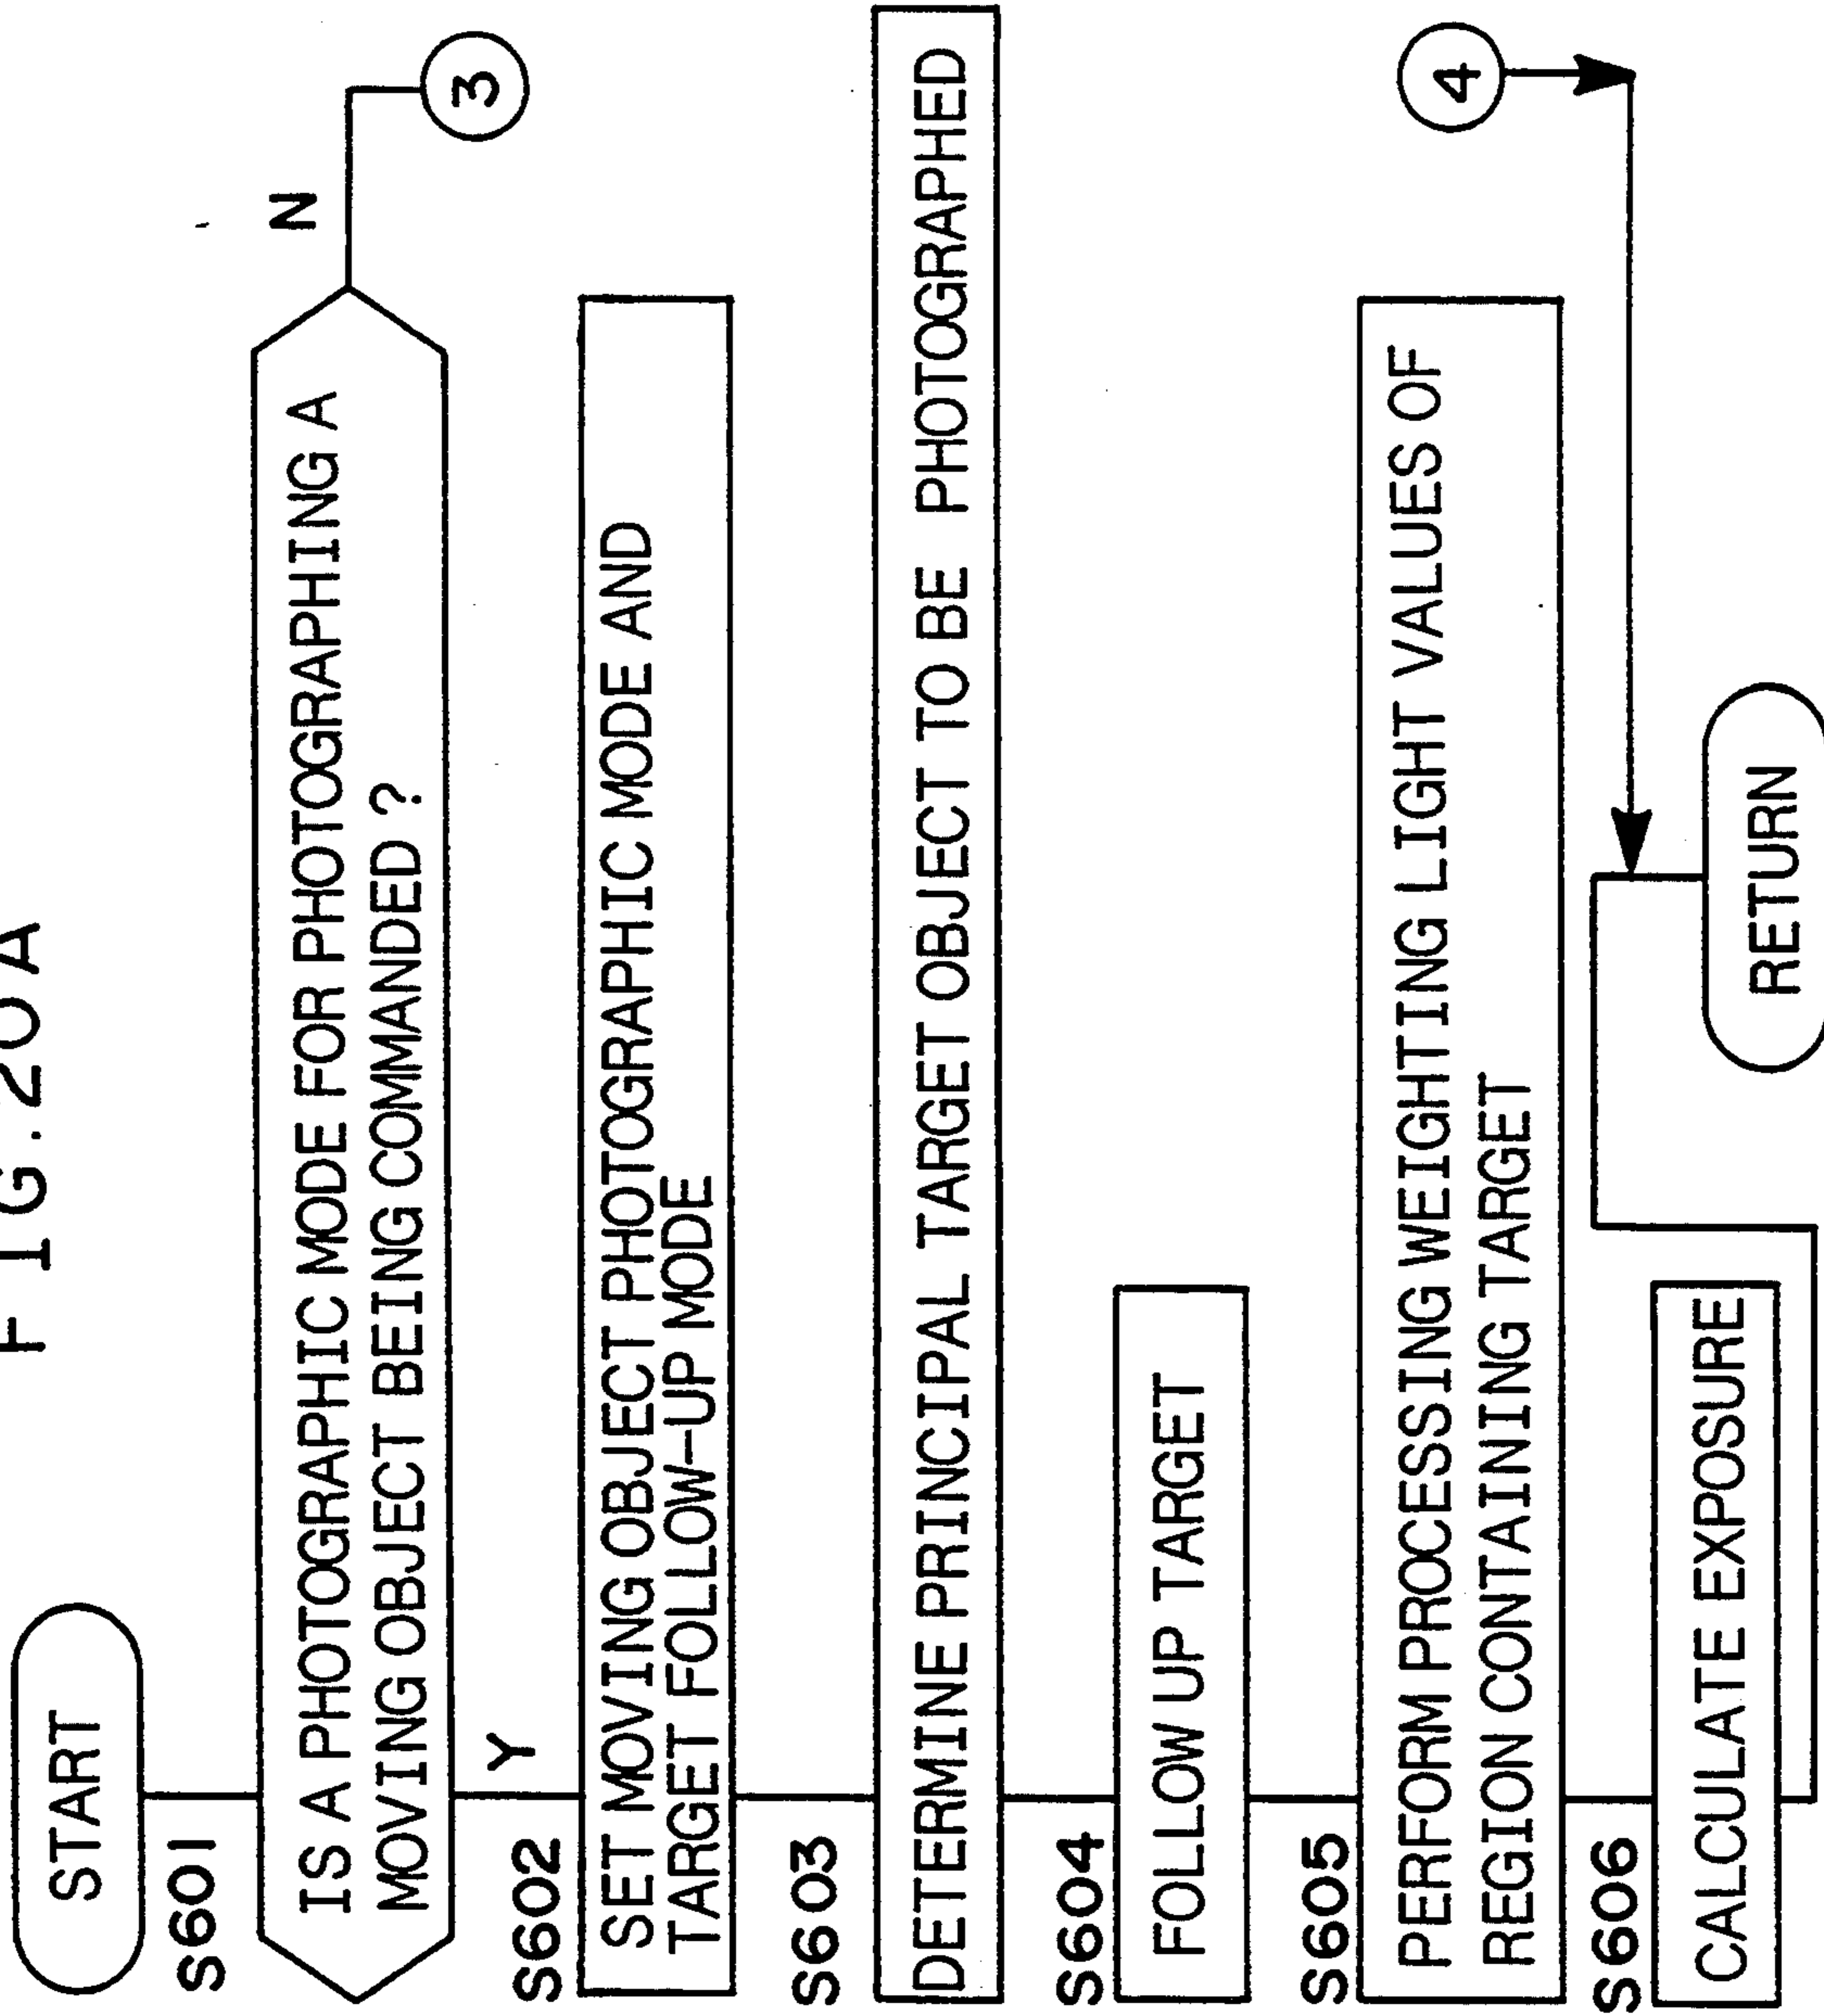 FIG.20A
START
S601
IS A PHOTOGRAPHIC MODE FOR PHOTOGRAPHING A
MOVING OBJECT BEING COMMANDED ?
N
3
Y
S602
SET MOVING OBJECT PHOTOGRAPHIC MODE AND
TARGET FOLLOW-UP MODE
S603
DETERMINE PRINCIPAL TARGET OBJECT TO BE PHOTOGRAPHED
S604
FOLLOW UP TARGET
S605
PERFORM PROCESSING WEIGHTING LIGHT VALUES OF
REGION CONTAINING TARGET
4
S606
CALCULATE EXPOSURE
RETURN